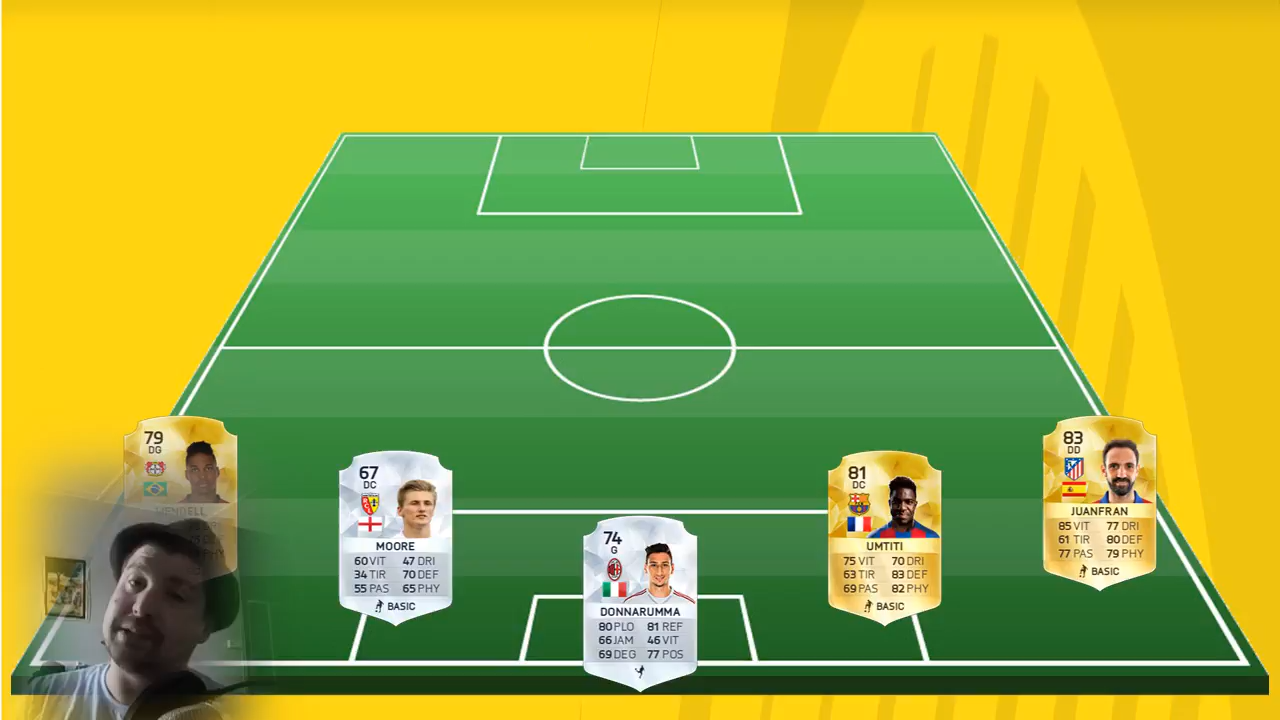 79
DG
WENDELL
67
DC
MOORE
60 VIT 47 DRI
34 TIR 70 DEF
55 PAS 65 PHY
BASIC
74
G
DONNARUMMA
80 PLO 81 REF
66 JAM 46 VIT
69 DEG 77 POS
81
DC
UMTITI
75 VIT 70 DRI
63 TIR 83 DEF
69 PAS 82 PHY
BASIC
83
DD
JUANFRAN
85 VIT 77 DRI
61 TIR 80 DEF
77 PAS 79 PHY
BASIC